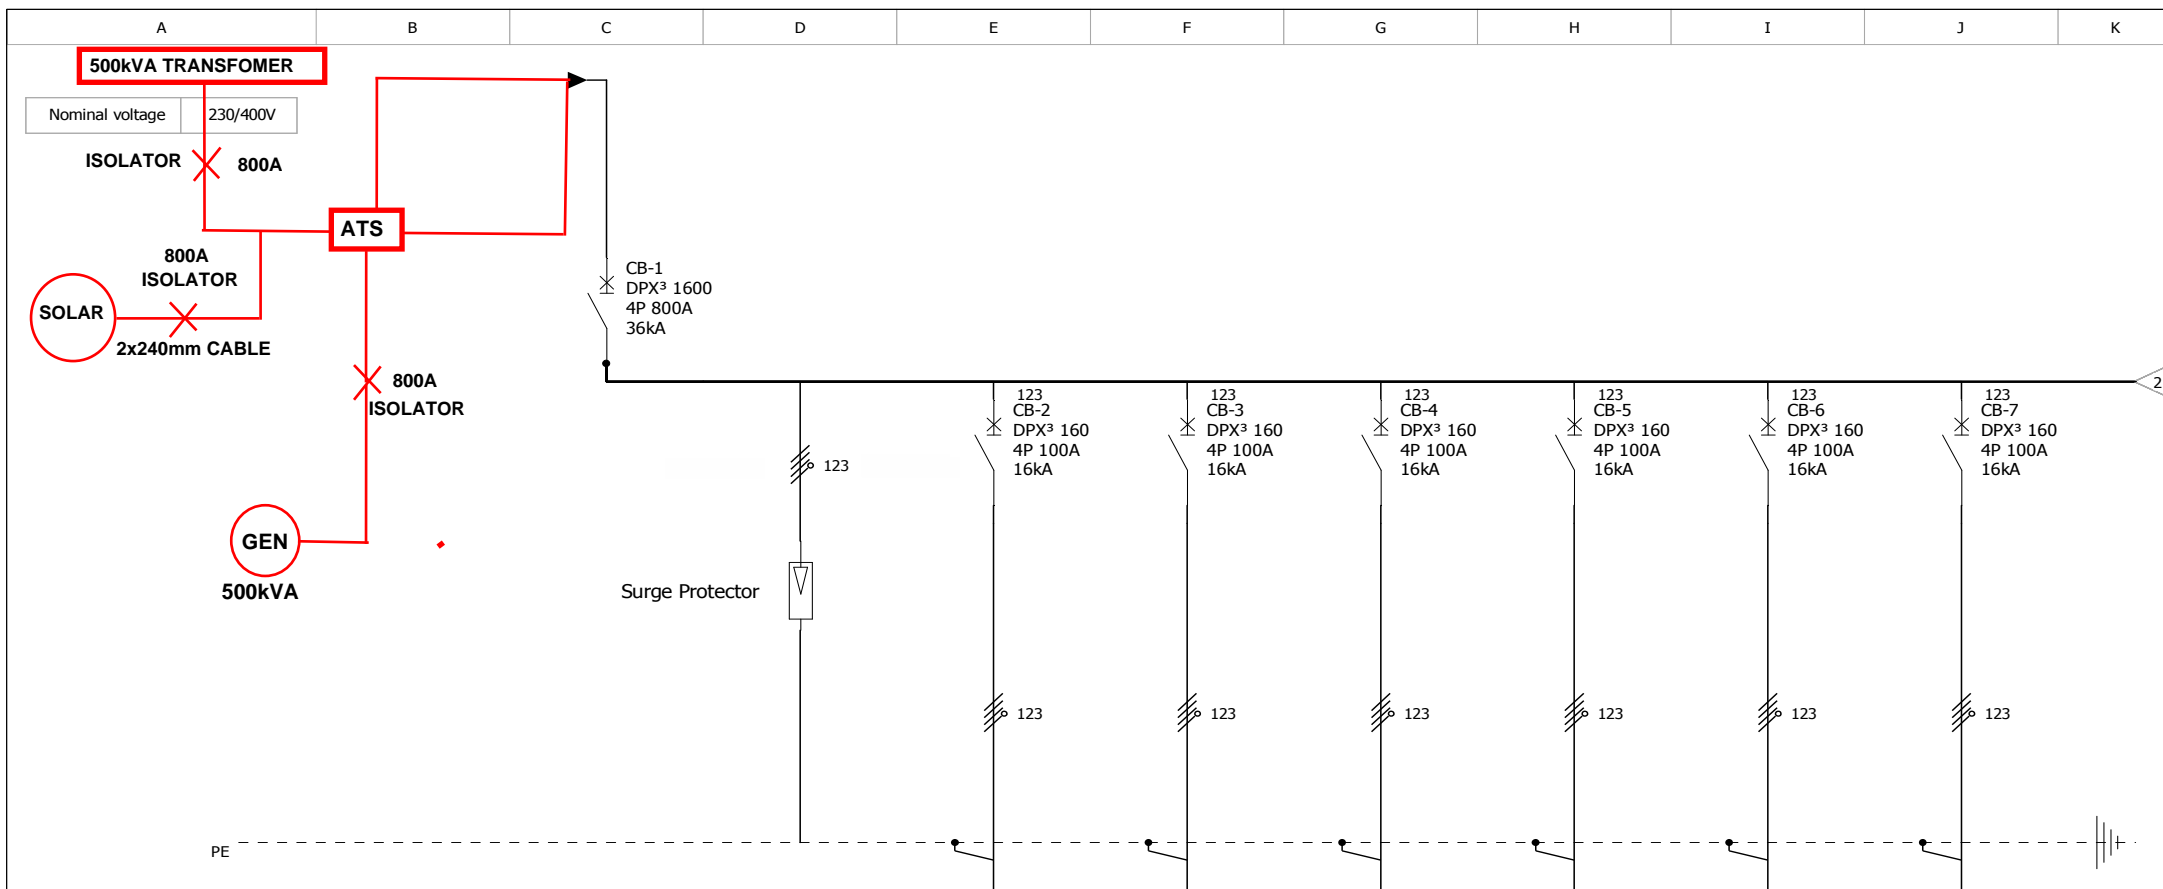 A B C D E F G H I J K
500kVA TRANSFOMER
Nominal voltage 230/400V
ISOLATOR 800A
ATS
800A
ISOLATOR
SOLAR
2x240mm CABLE
800A
ISOLATOR
GEN
500kVA
CB-1
DPX³ 1600
4P 800A
36kA
2
123
CB-2
DPX³ 160
4P 100A
16kA
123
CB-3
DPX³ 160
4P 100A
16kA
123
CB-4
DPX³ 160
4P 100A
16kA
123
CB-5
DPX³ 160
4P 100A
16kA
123
CB-6
DPX³ 160
4P 100A
16kA
123
CB-7
DPX³ 160
4P 100A
16kA
123
Surge Protector
123 123 123 123 123 123
PE